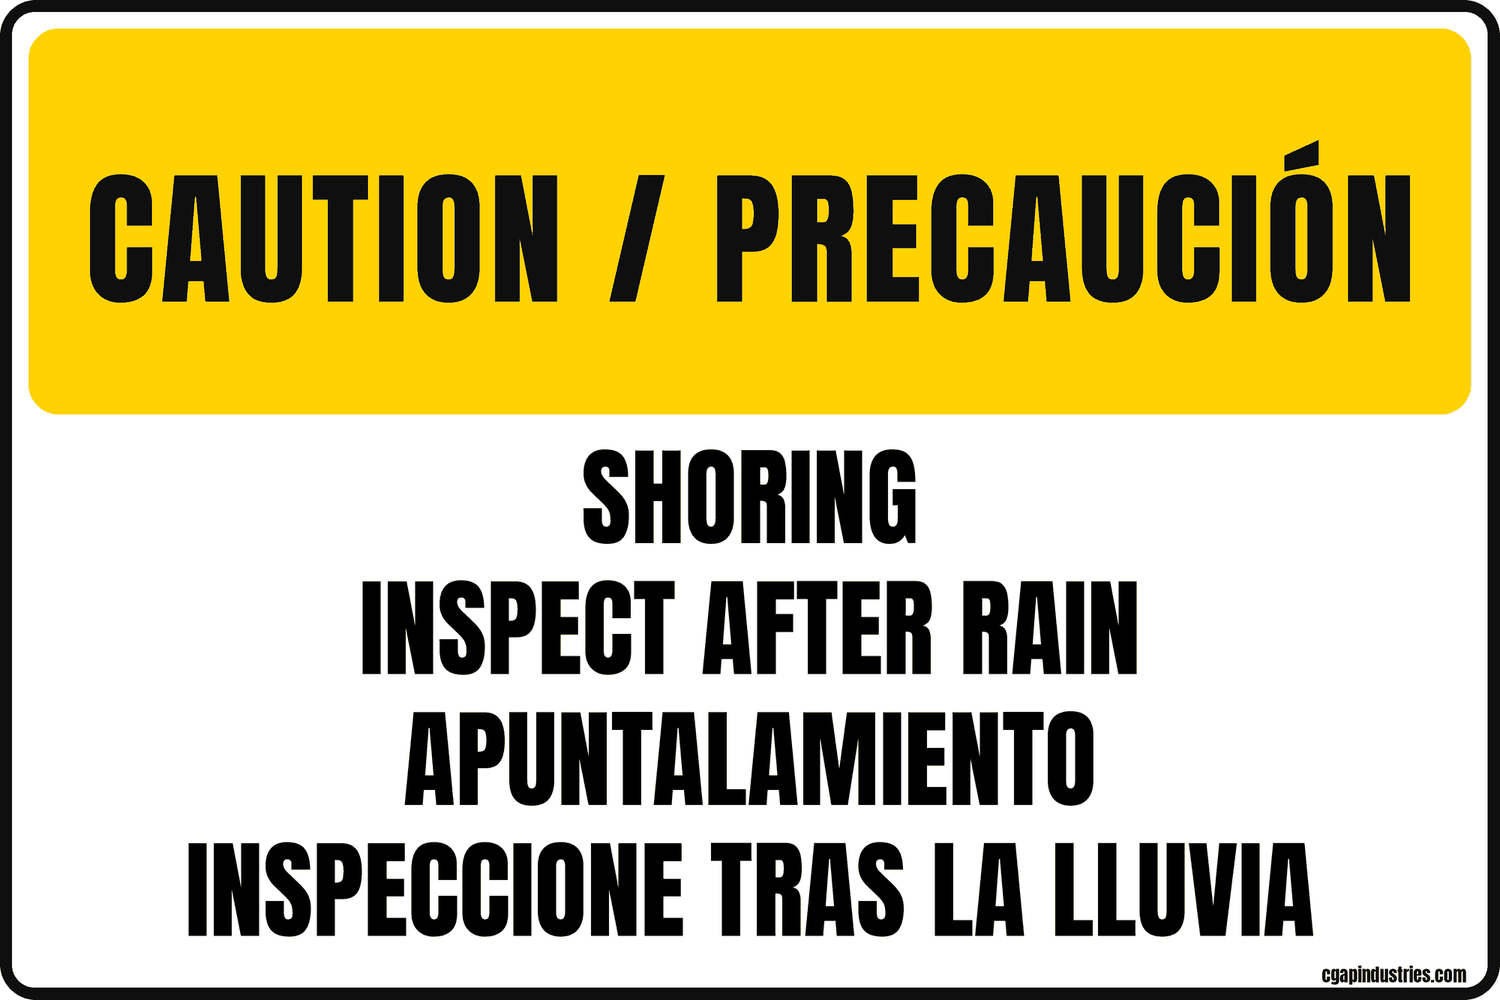 CAUTION / PRECAUCIÓN
SHORING
INSPECT AFTER RAIN
APUNTALAMIENTO
INSPECCIONE TRAS LA LLUVIA
cgapindustries.com